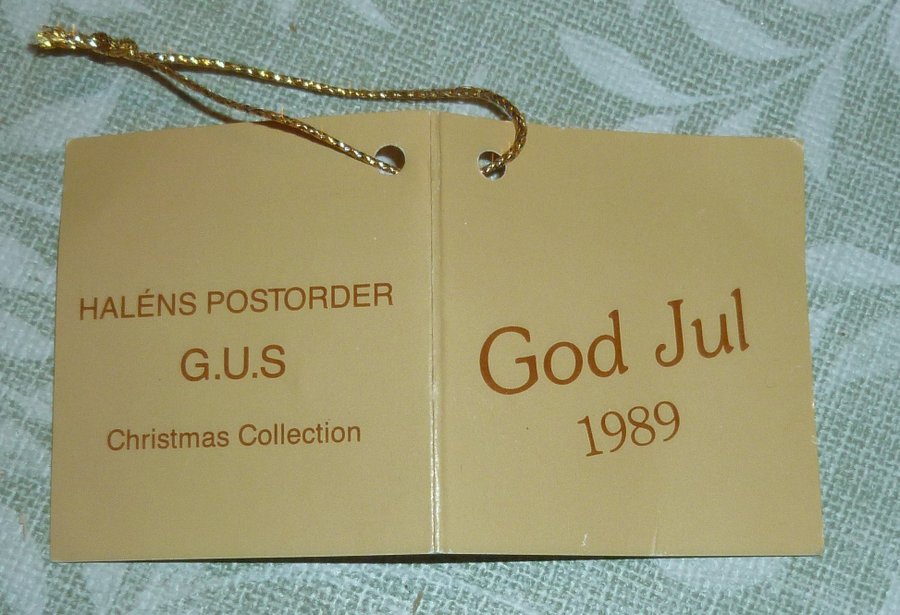 HALÉNS POSTORDER
G.U.S
Christmas Collection
God Jul
1989